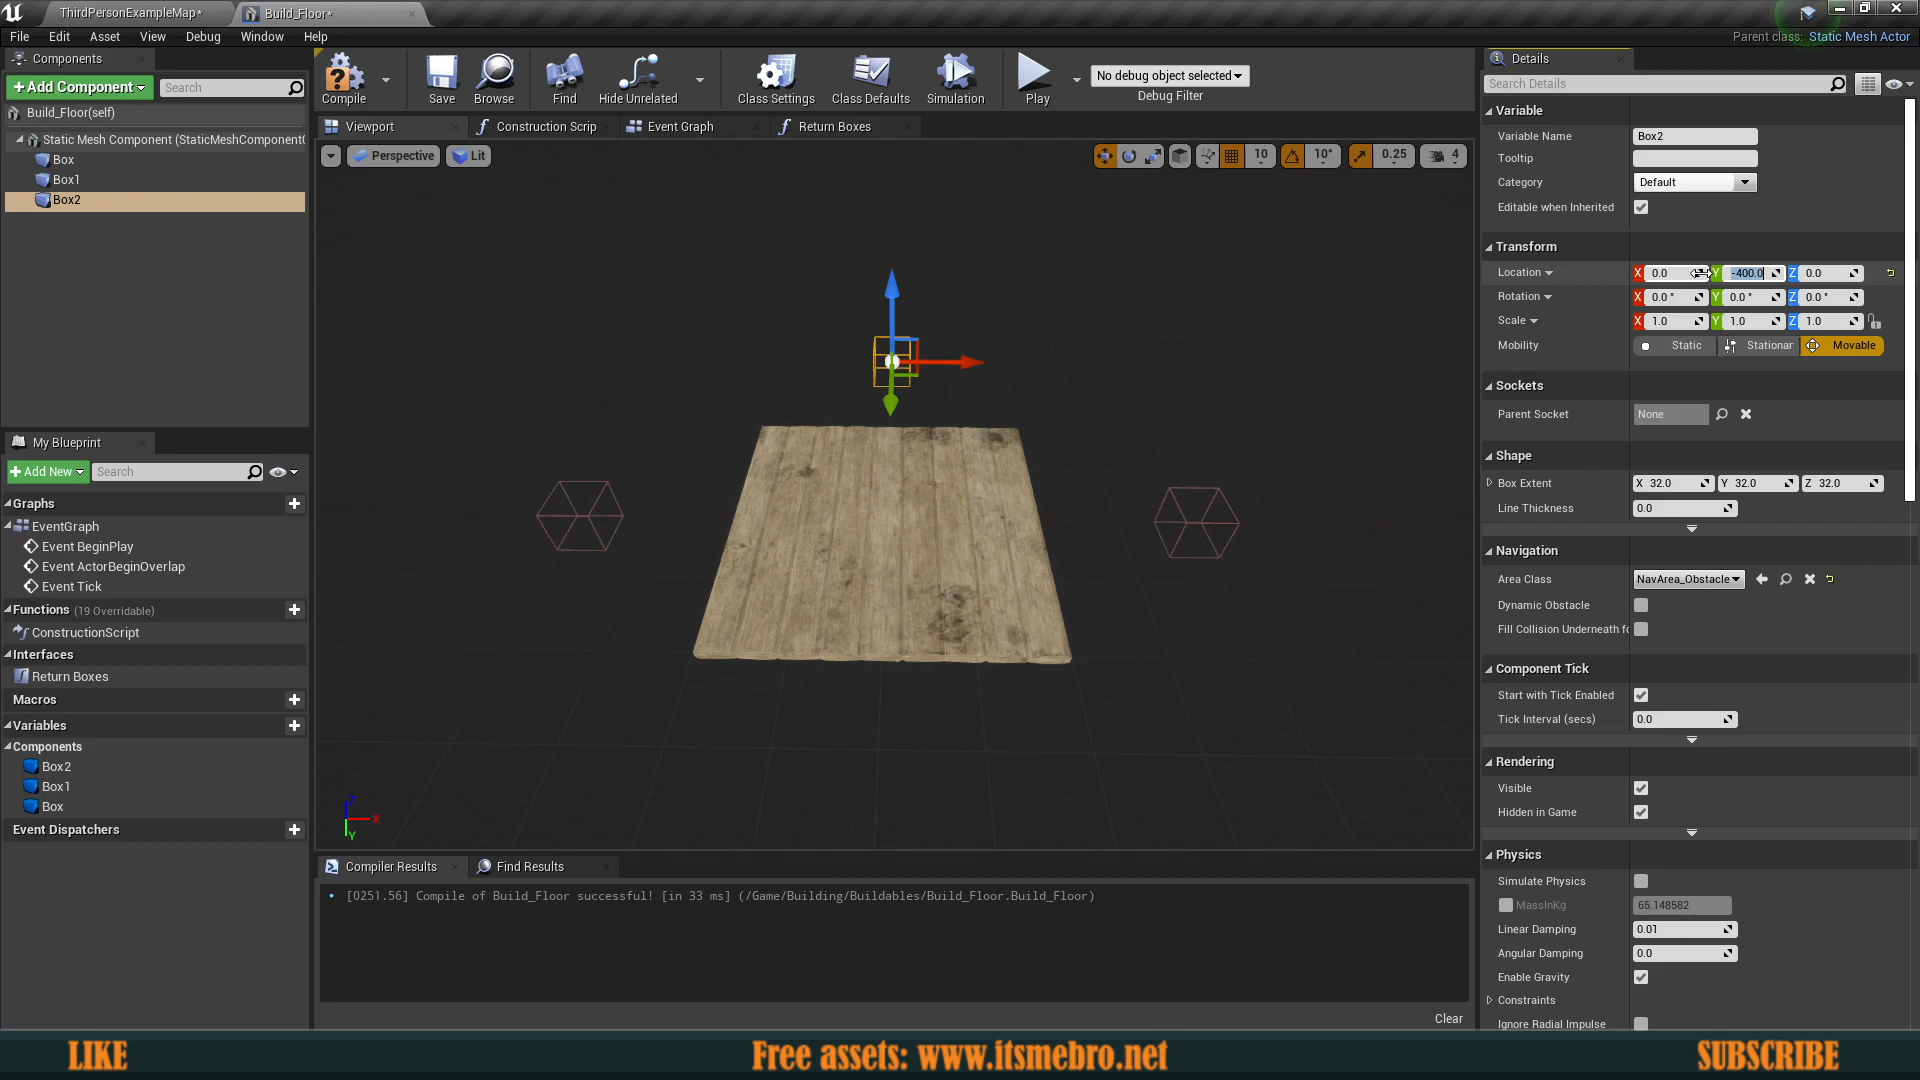 ThirdPersonExampleMap*
Build_Floor*
File Edit Asset View Debug Window Help
Parent class: Static Mesh Actor
Components
+ Add Component
Search
Build_Floor(self)
Static Mesh Component (StaticMeshComponent(
Box
Box1
Box2
My Blueprint
+ Add New
Search
Graphs
EventGraph
Event BeginPlay
Event ActorBeginOverlap
Event Tick
Functions (19 Overridable)
ConstructionScript
Interfaces
Return Boxes
Macros
Variables
Components
Box2
Box1
Box
Event Dispatchers
Compile
Save
Browse
Find
Hide Unrelated
Class Settings
Class Defaults
Simulation
Play
No debug object selected
Debug Filter
Viewport
Construction Scrip
Event Graph
Return Boxes
Perspective
Lit
10
10°
0.25
4
Z
X
Y
Compiler Results
Find Results
[0251.56] Compile of Build_Floor successful! [in 33 ms] (/Game/Building/Buildables/Build_Floor.Build_Floor)
Clear
Details
Search Details
Variable
Variable Name Box2
Tooltip
Category Default
Editable when Inherited
Transform
Location X 0.0 Y -400.0 Z 0.0
Rotation X 0.0 ° Y 0.0 ° Z 0.0 °
Scale X 1.0 Y 1.0 Z 1.0
Mobility Static Stationar Movable
Sockets
Parent Socket None
Shape
Box Extent X 32.0 Y 32.0 Z 32.0
Line Thickness 0.0
Navigation
Area Class NavArea_Obstacle
Dynamic Obstacle
Fill Collision Underneath fo
Component Tick
Start with Tick Enabled
Tick Interval (secs) 0.0
Rendering
Visible
Hidden in Game
Physics
Simulate Physics
MassInKg 65.148582
Linear Damping 0.01
Angular Damping 0.0
Enable Gravity
Constraints
Ignore Radial Impulse
LIKE
Free assets: www.itsmebro.net
SUBSCRIBE